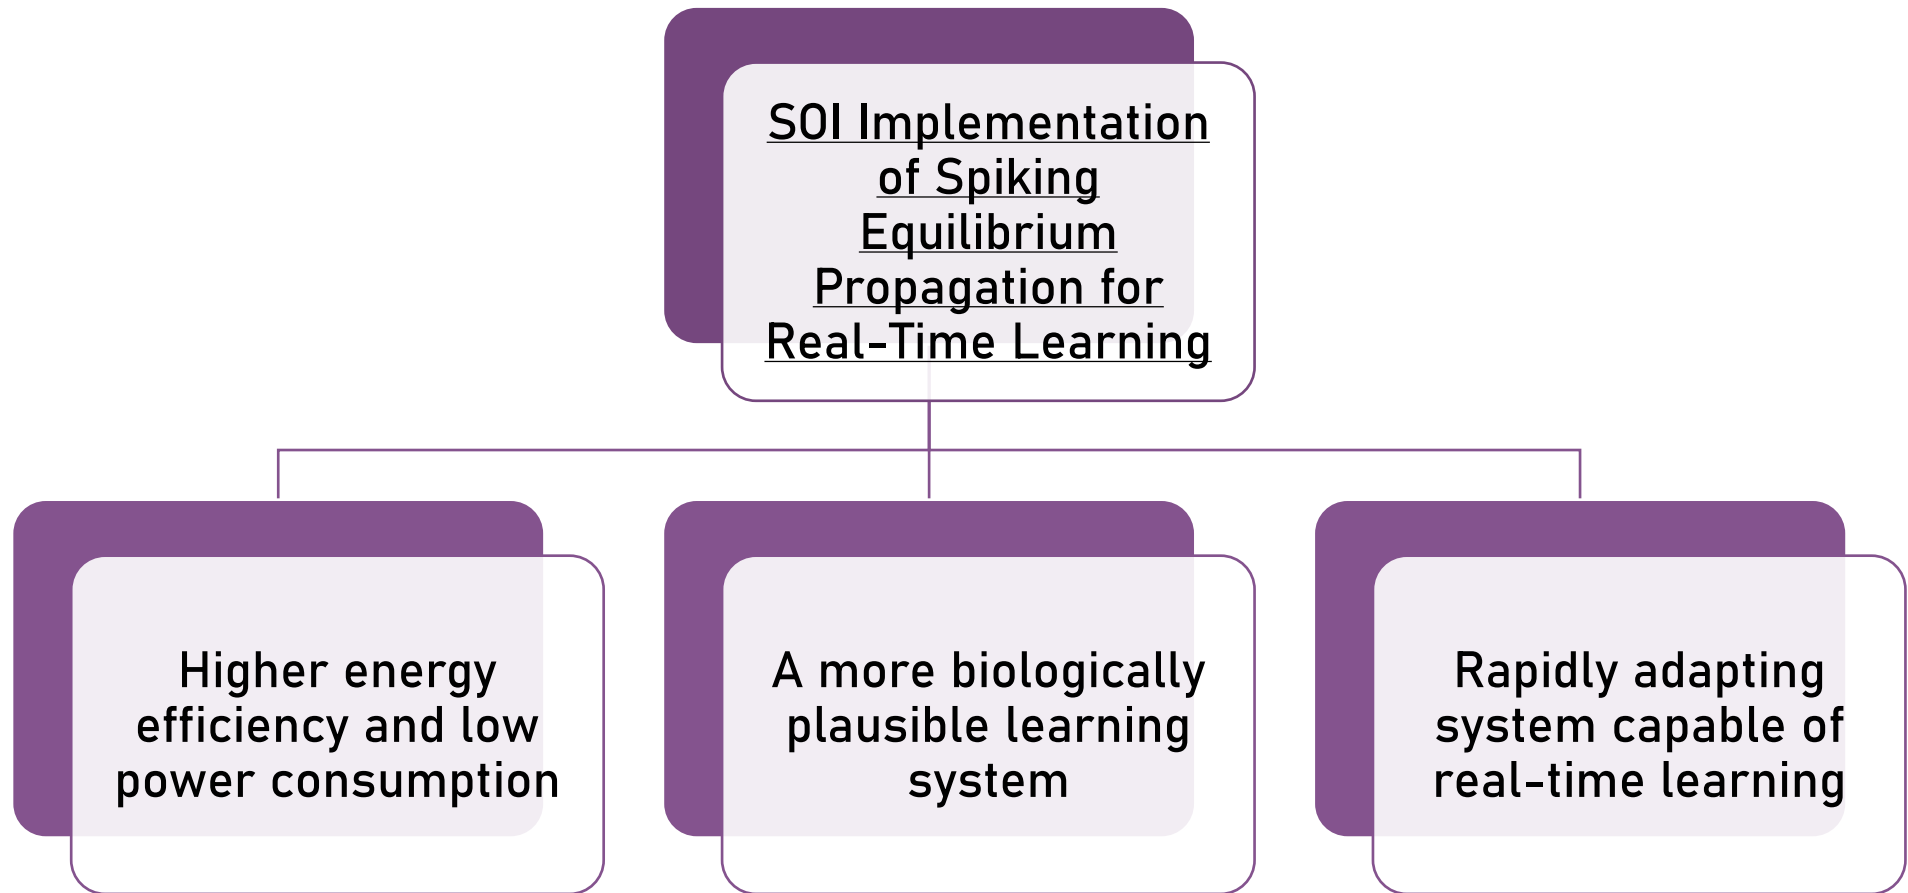 SOI Implementation
of Spiking
Equilibrium
Propagation for
Real-Time Learning
Higher energy
efficiency and low
power consumption
A more biologically
plausible learning
system
Rapidly adapting
system capable of
real-time learning